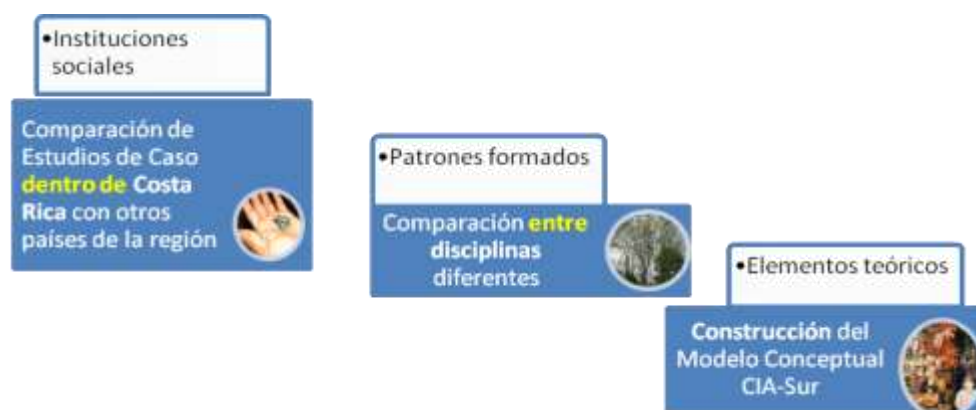 •Instituciones
sociales
Comparación de
Estudios de Caso
dentro de Costa
Rica con otros
países de la región
•Patrones formados
Comparación entre
disciplinas
diferentes
•Elementos teóricos
Construcción del
Modelo Conceptual
CIA-Sur